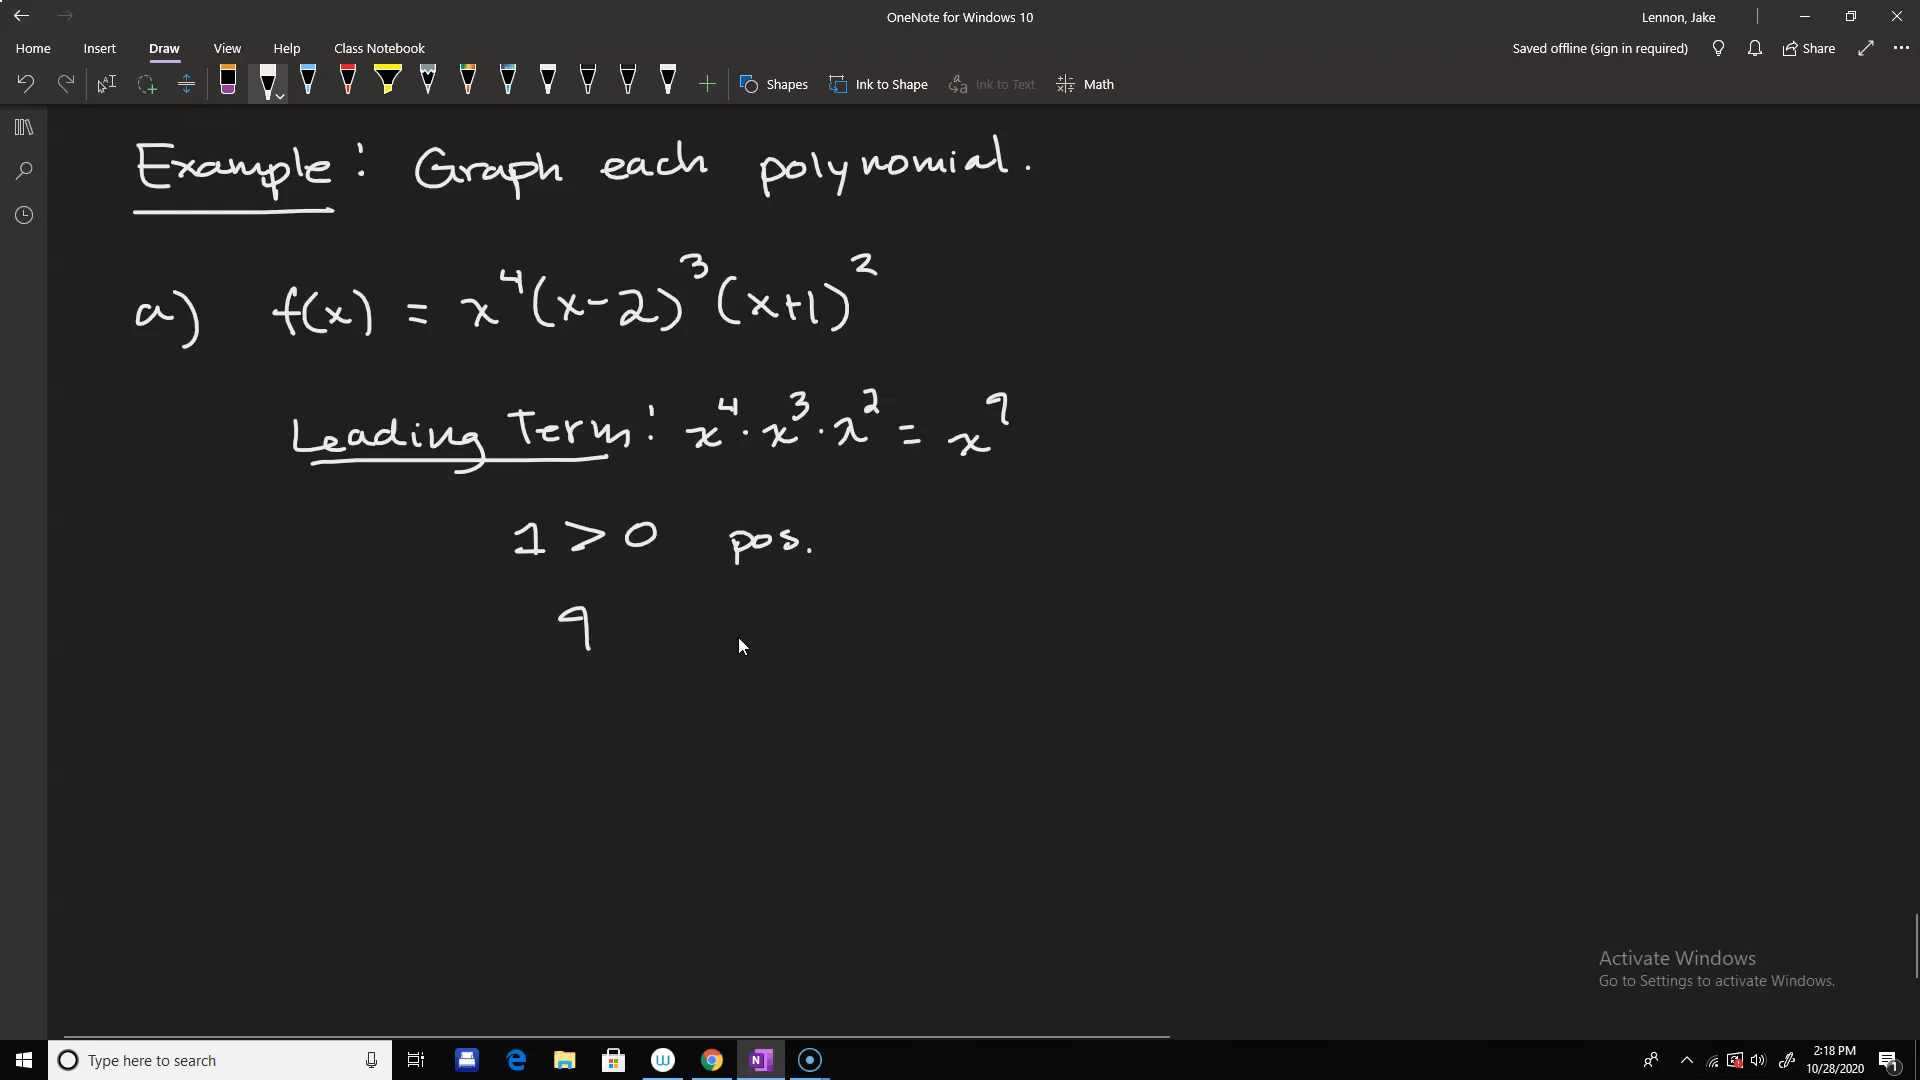 OneNote for Windows 10
Lennon, Jake
Home Insert Draw View Help Class Notebook
Saved offline (sign in required) Share
Shapes Ink to Shape Ink to Text Math
Example: Graph each polynomial.
a) f(x) = x⁴(x-2)³(x+1)²
Leading Term: x⁴·x³·x² = x⁹
1 > 0 pos.
9
Activate Windows
Go to Settings to activate Windows.
Type here to search
2:18 PM
10/28/2020
1